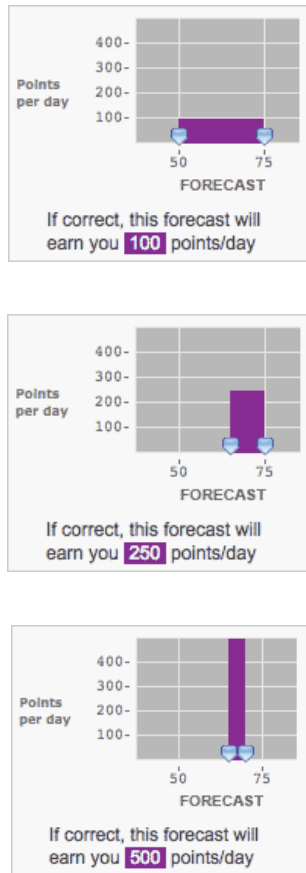 400-
300-
Points 200-
per day
100-
50 75
FORECAST
If correct, this forecast will
earn you 100 points/day
400-
300-
Points 200-
per day
100-
50 75
FORECAST
If correct, this forecast will
earn you 250 points/day
400-
300-
Points 200-
per day
100-
50 75
FORECAST
If correct, this forecast will
earn you 500 points/day